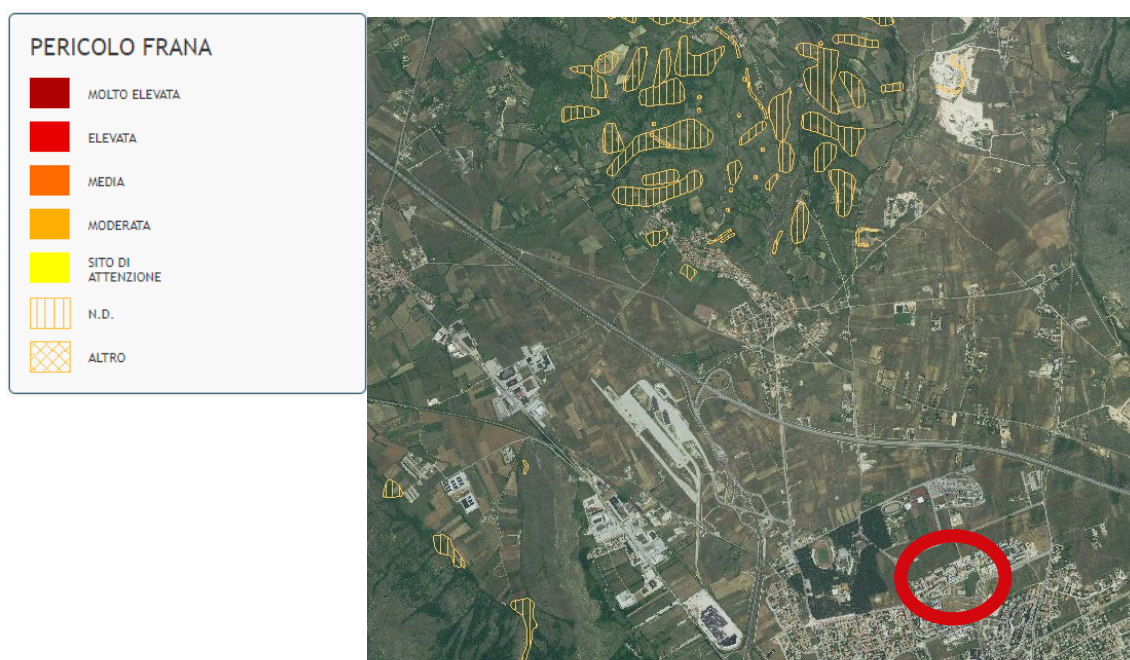 PERICOLO FRANA
MOLTO ELEVATA
ELEVATA
MEDIA
MODERATA
SITO DI
ATTENZIONE
N.D.
ALTRO